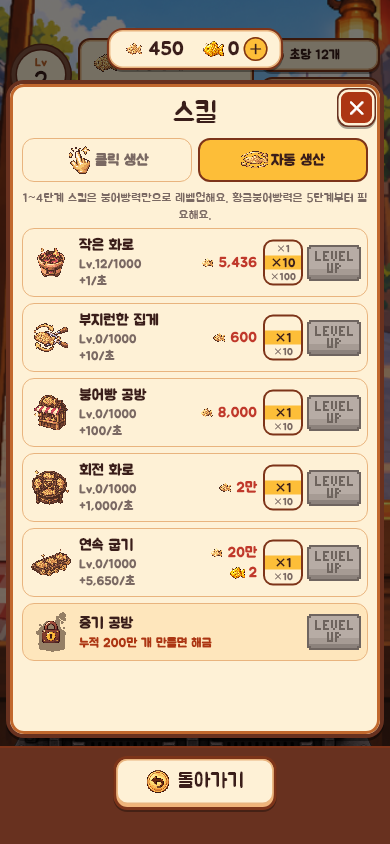 450
0
+
초당 12개
Lv
2
스킬
클릭 생산
자동 생산
1~4단계 스킬은 붕어빵력만으로 레벨업해요. 황금붕어빵력은 5단계부터 필
요해요.
작은 화로
Lv.12/1000
+1/초
5,436
×1
×10
×100
LEVEL
UP
부지런한 집게
Lv.0/1000
+10/초
600
×1
×10
LEVEL
UP
붕어빵 공방
Lv.0/1000
+100/초
8,000
×1
×10
LEVEL
UP
회전 화로
Lv.0/1000
+1,000/초
2만
×1
×10
LEVEL
UP
연속 굽기
Lv.0/1000
+5,650/초
20만
2
×1
×10
LEVEL
UP
증기 공방
누적 200만 개 만들면 해금
LEVEL
UP
돌아가기